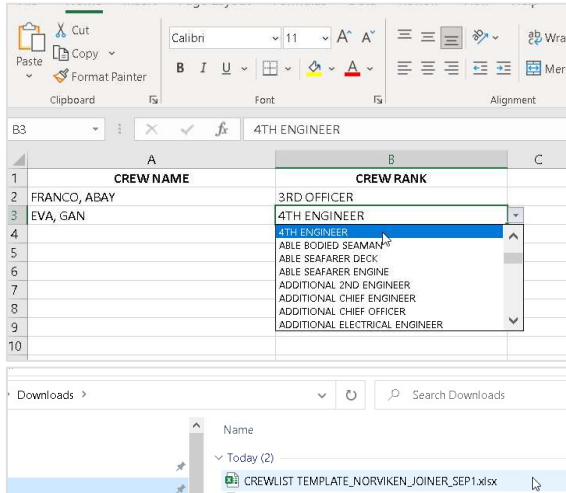 Cut
Calibri
11
A^ A˅
ab Wra
Copy
Paste
Format Painter
B I U
A
Mer
Clipboard
Font
Alignment
B3
fx
4TH ENGINEER
A
B
C
1
CREW NAME
CREW RANK
2
FRANCO, ABAY
3RD OFFICER
3
EVA, GAN
4TH ENGINEER
4
4TH ENGINEER
ABLE BODIED SEAMAN
5
ABLE SEAFARER DECK
6
ABLE SEAFARER ENGINE
7
ADDITIONAL 2ND ENGINEER
ADDITIONAL CHIEF ENGINEER
8
ADDITIONAL CHIEF OFFICER
9
ADDITIONAL ELECTRICAL ENGINEER
10
Downloads >
Search Downloads
Name
Today (2)
CREWLIST TEMPLATE_NORVIKEN_JOINER_SEP1.xlsx